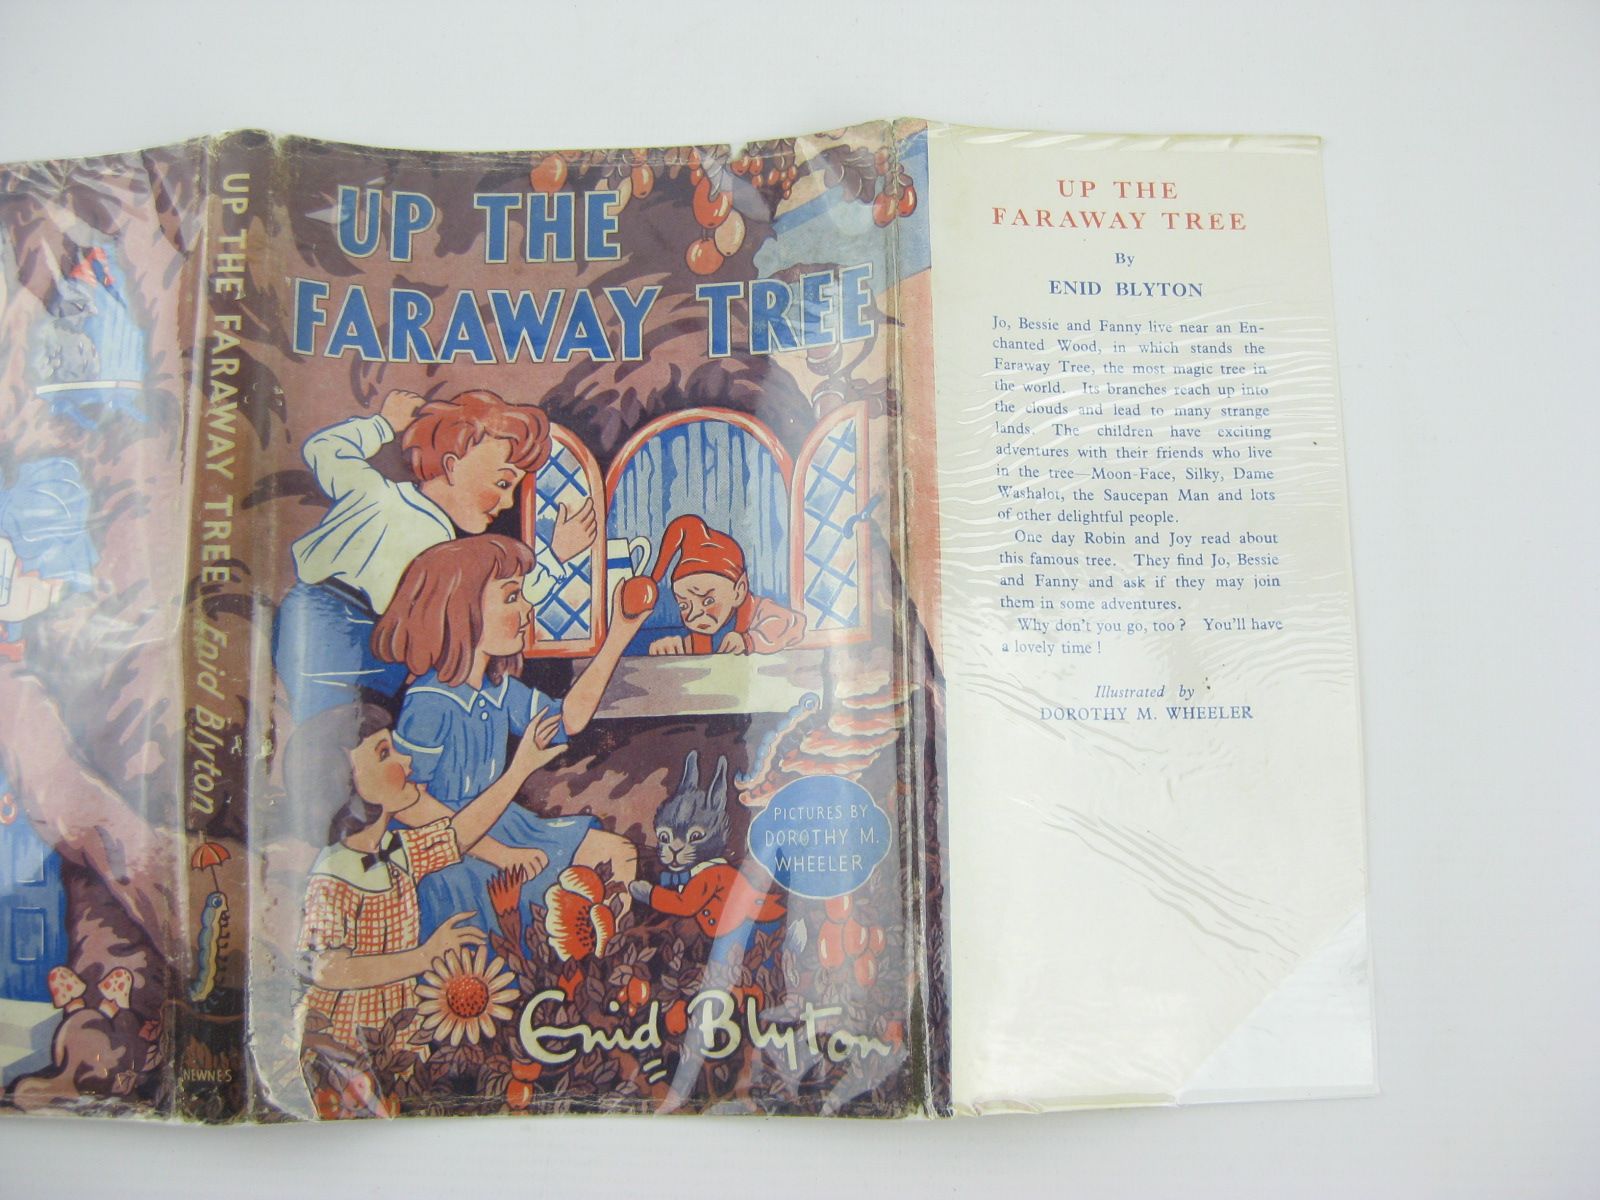 UP THE FARAWAY TREE Enid Blyton
NEWNES
UP THE
FARAWAY TREE
PICTURES BY
DOROTHY M.
WHEELER
Enid Blyton
UP THE
FARAWAY TREE
By
ENID BLYTON
Jo, Bessie and Fanny live near an En-
chanted Wood, in which stands the
Faraway Tree, the most magic tree in
the world. Its branches reach up into
the clouds and lead to many strange
lands. The children have exciting
adventures with their friends who live
in the tree—Moon-Face, Silky, Dame
Washalot, the Saucepan Man and lots
of other delightful people.
One day Robin and Joy read about
this famous tree. They find Jo, Bessie
and Fanny and ask if they may join
them in some adventures.
Why don't you go, too? You'll have
a lovely time!
Illustrated by
DOROTHY M. WHEELER